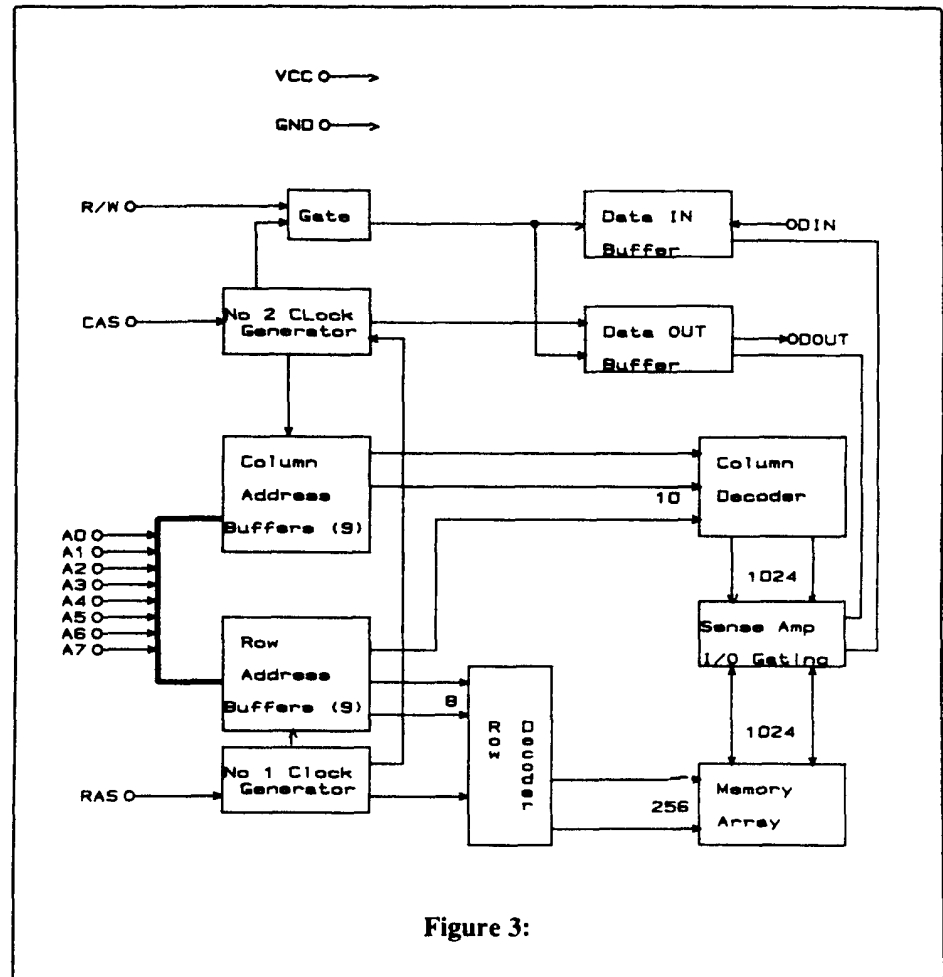 VCC
GND
R/W
Gate
Data IN
Buffer
DIN
CAS
No 2 CLock
Generator
Data OUT
Buffer
DOUT
Column
Address
Buffers (9)
10
Column
Decoder
A0
A1
A2
A3
A4
A5
A6
A7
1024
Sense Amp
I/O Gating
Row
Address
Buffers (9)
8
Row
Decoder
1024
RAS
No 1 Clock
Generator
256
Memory
Array
Figure 3: